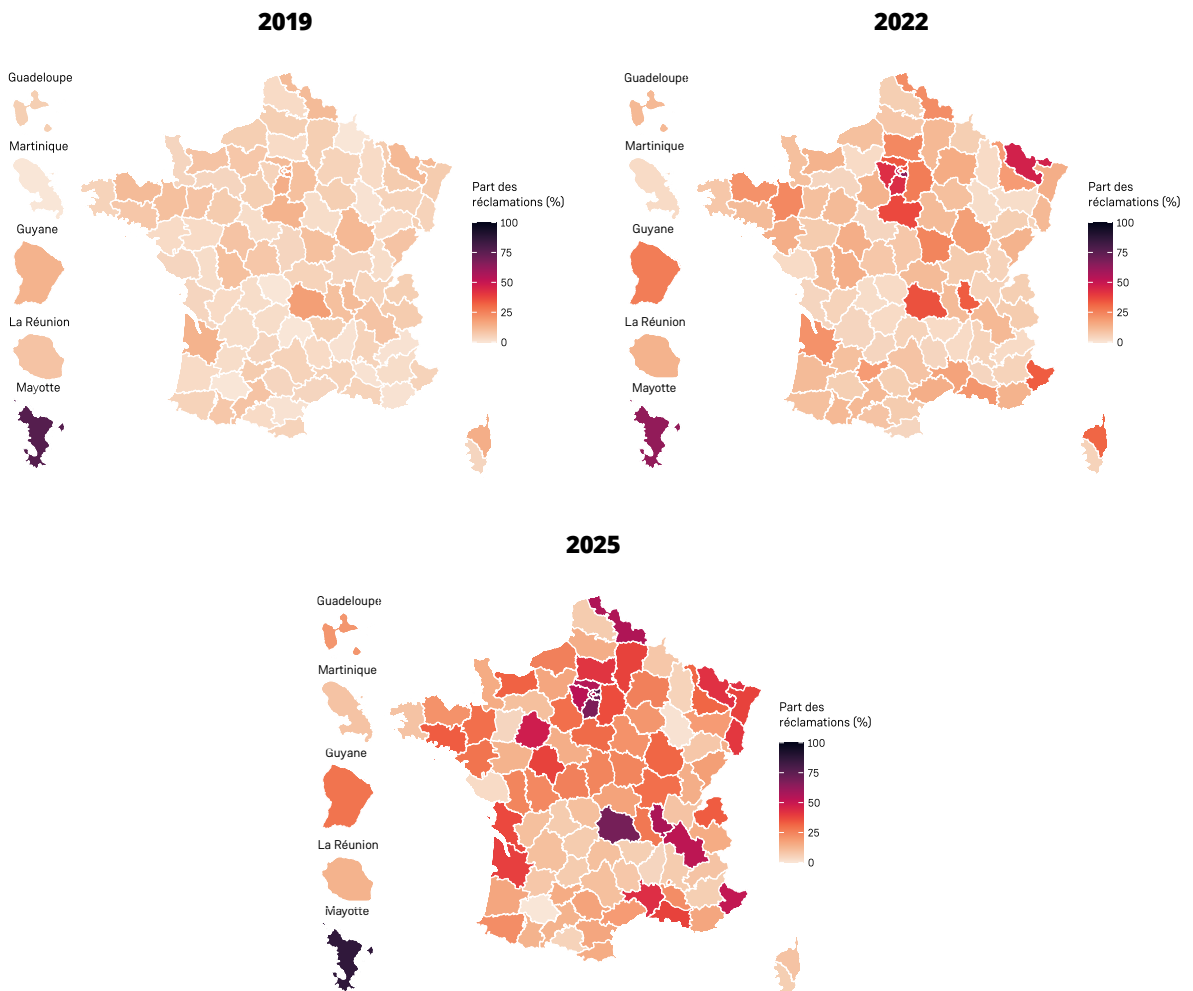 2019
Guadeloupe
Martinique
Guyane
La Réunion
Mayotte
Part des
réclamations (%)
100
75
50
25
0
2022
Guadeloupe
Martinique
Guyane
La Réunion
Mayotte
Part des
réclamations (%)
100
75
50
25
0
2025
Guadeloupe
Martinique
Guyane
La Réunion
Mayotte
Part des
réclamations (%)
100
75
50
25
0